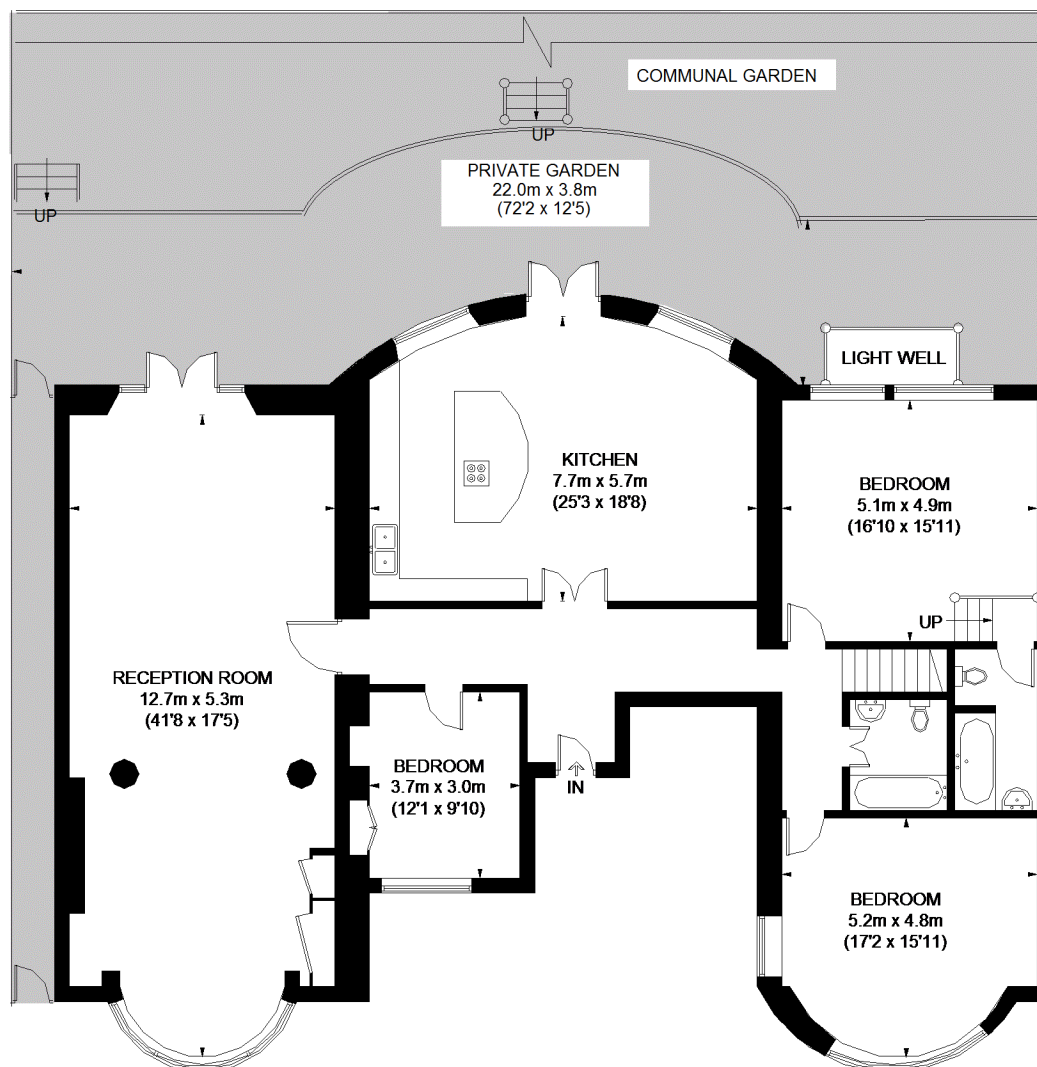 COMMUNAL GARDEN
UP
PRIVATE GARDEN
22.0m x 3.8m
(72'2 x 12'5)
UP
LIGHT WELL
KITCHEN
7.7m x 5.7m
(25'3 x 18'8)
BEDROOM
5.1m x 4.9m
(16'10 x 15'11)
UP
RECEPTION ROOM
12.7m x 5.3m
(41'8 x 17'5)
BEDROOM
3.7m x 3.0m
(12'1 x 9'10)
IN
BEDROOM
5.2m x 4.8m
(17'2 x 15'11)